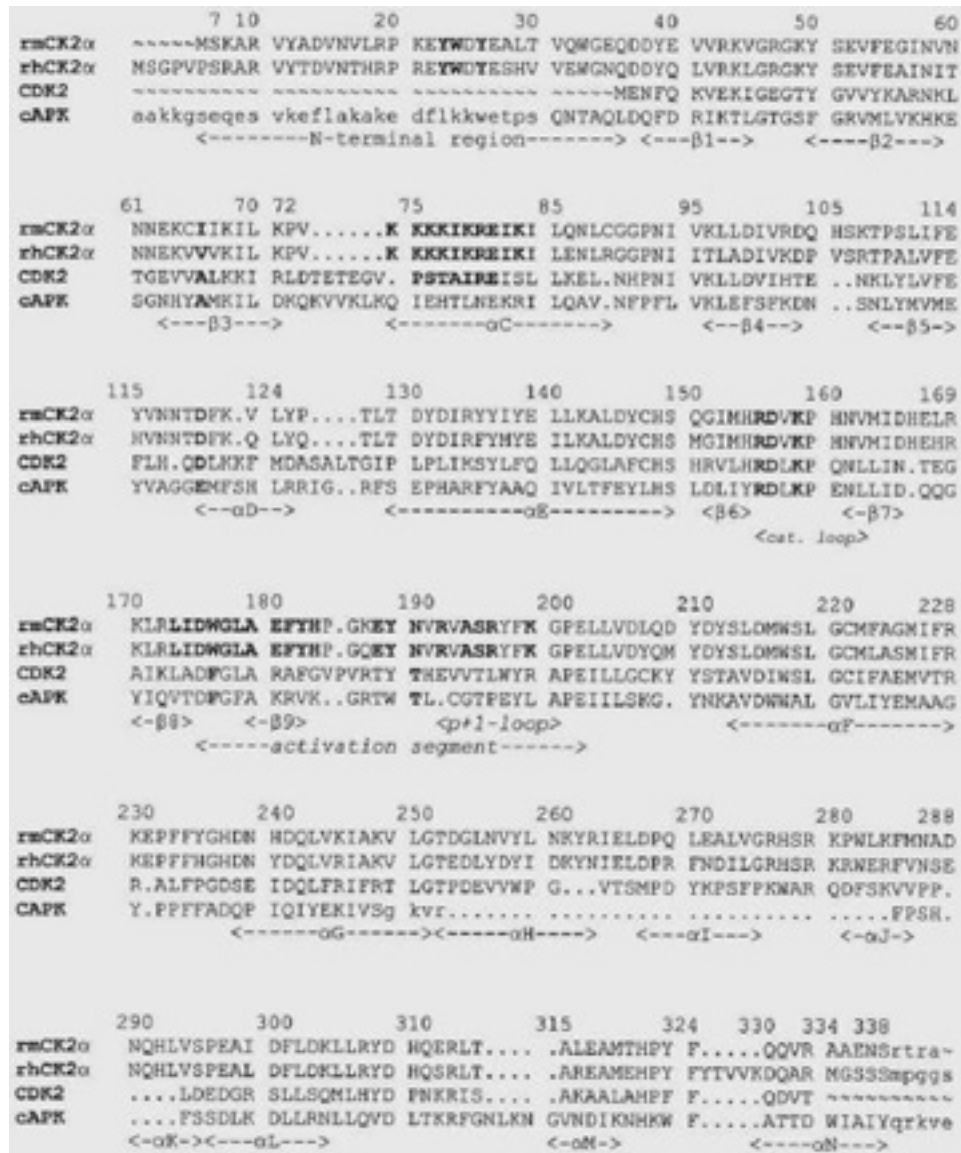 7 10 20 30 40 50 60
rmCK2α ~~~~~MSKAR VYADVNVLRP KEYWDYEALT VQWGEQDDYE VVRKVGRGKY SEVFEGINVN
rhCK2α MSGPVPSRAR VYTDVNTHRP REYWDYESHV VEWGNQDDYQ LVRKLGRGKY SEVFEAINIT
CDK2 ~~~~~~~~~~ ~~~~~~~~~~ ~~~~~~~~~~ ~~~~~~MENFQ KVEKIGEGTY GVVYKARNKL
cAPK aakkgseqes vkeflakake dflkkwetps QNTAQLDQFD RIKTLGTGSF GRVMLVKHKE
<------N-terminal region------> <---β1---> <----β2--->
61 70 72 75 85 95 105 114
rmCK2α NNEKCIIKIL KPV......K KKKIKREIKI LQNLCGGPNI VKLLDIVRDQ HSKTPSLIFE
rhCK2α NNEKVVVKIL KPV......K KKKIKREIKI LENLRGGPNI ITLADIVKDP VSRTPALVFE
CDK2 TGEVVALKKI RLDTETEGV. PSTAIREISL LKEL.NHPNI VKLLDVIHTE ..NKLYLVFE
cAPK SGNHYAMKIL DKQKVVKLKQ IEHTLNEKRI LQAV.NFPFL VKLEFSFKDN .SNLYMVME
<---β3---> <------αC------> <--β4--> <--β5->
115 124 130 140 150 160 169
rmCK2α YVNNTDFK.V LYP....TLT DYDIRYYIYE LLKALDYCHS QGIMHRDVKP HNVMIDHELR
rhCK2α HVNNTDFK.Q LYQ....TLT DYDIRFYMYE ILKALDYCHS MGIMHRDVKP HNVMIDHEHR
CDK2 FLH.QDLKKF MDASALTGIP LPLIKSYLFQ LLQGLAFCHS HRVLHRDLKP QNLLIN.TEG
cAPK YVAGGEMFSH LRRIG..RFS EPHARFYAAQ IVLTFEYLHS LDLIYRDLKP ENLLID.QQG
<--αD--> <---------αE---------> <β6> <-β7>
<cat. loop>
170 180 190 200 210 220 228
rmCK2α KLRLIDWGLA EFYHP.GKEY NVRVASRYFK GPELLVDLQD YDYSLDMWSL GCMFAGMIFR
rhCK2α KLRLIDWGLA EFYHP.GQEY NVRVASRYFK GPELLVDYQM YDYSLDMWSL GCMLASMIFR
CDK2 AIKLADFGLA RAFGVPVRTY THEVVTLWYR APEILLGCKY YSTAVDIWSL GCIFAEMVTR
cAPK YIQVTDFGFA KRVK..GRTW TL.CGTPEYL APEIILSKG. YNKAVDWWAL GVLIYEMAAG
<-β8> <-β9> <p+1-loop> <------αF------>
<-----activation segment------>
230 240 250 260 270 280 288
rmCK2α KEPFFYGHDN HDQLVKIAKV LGTDGLNVYL NKYRIELDPQ LEALVGRHSR KPWLKFMNAD
rhCK2α KEPFFHGHDN YDQLVRIAKV LGTEDLYDYI DKYNIELDPR FNDILGRHSR KRWERFVNSE
CDK2 R.ALFPGDSE IDQLFRIFRT LGTPDEVVWP G...VTSMPD YKPSFPKWAR QDFSKVVPP.
CAPK Y.PPFFADQP IQIYEKIVSg kvr....... .......... .......... .....FPSH.
<------αG------> <-----αH----> <---αI---> <-αJ->
290 300 310 315 324 330 334 338
rmCK2α NQHLVSPEAI DFLDKLLRYD HQERLT.... .ALEAMTHPY F.....QQVR AAENSrtra~
rhCK2α NQHLVSPEAL DFLDKLLRYD HQSRLT.... .AREAMEHPY FYTVVKDQAR MGSSSmpggs
CDK2 ....LDEDGR SLLSQMLHYD PNKRIS.... .AKAALAHPF F.....QDVT ~~~~~~~~~~
cAPK ....FSSDLK DLLRNLLQVD LTKRFGNLKN GVNDIKNHKW F.....ATTD WIAIYqrkve
<-αK-><---αL---> <-αM-> <----αN--->